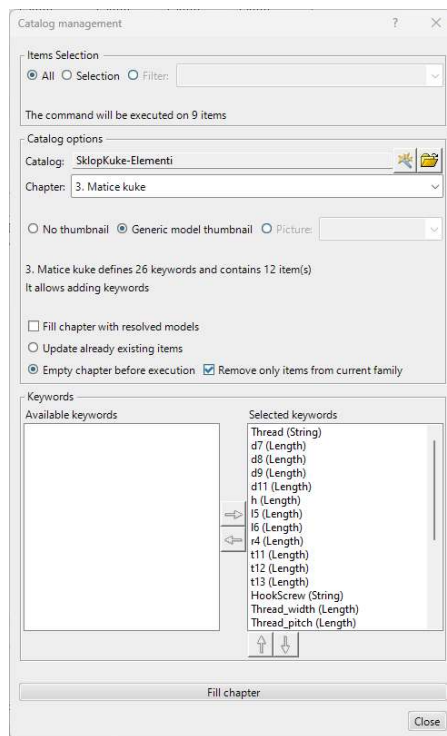 Catalog management
Items Selection
All Selection Filter:
The command will be executed on 9 items
Catalog options
Catalog: SklopKuke-Elementi
Chapter: 3. Matice kuke
No thumbnail Generic model thumbnail Picture:
3. Matice kuke defines 26 keywords and contains 12 item(s)
It allows adding keywords
Fill chapter with resolved models
Update already existing items
Empty chapter before execution Remove only items from current family
Keywords
Available keywords
Selected keywords
Thread (String)
d7 (Length)
d8 (Length)
d9 (Length)
d11 (Length)
h (Length)
l5 (Length)
l6 (Length)
r4 (Length)
t11 (Length)
t12 (Length)
t13 (Length)
HookScrew (String)
Thread_width (Length)
Thread_pitch (Length)
Fill chapter
Close